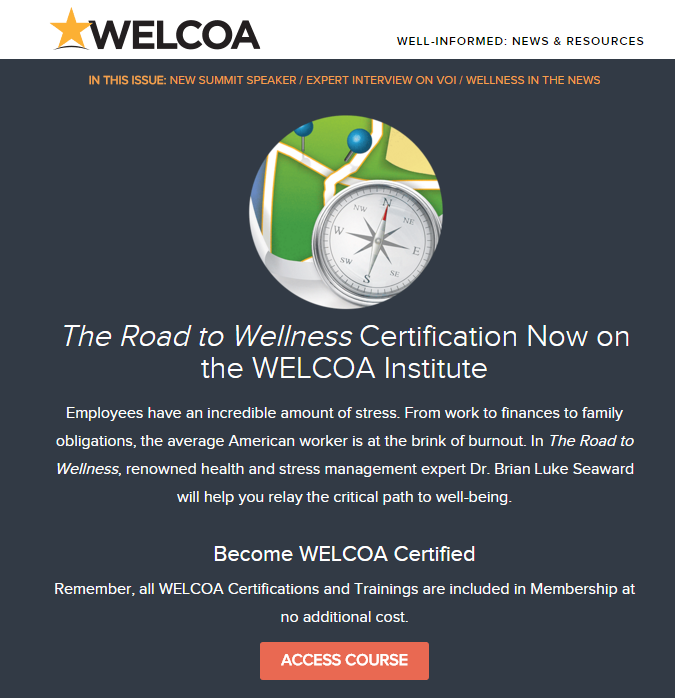 WELCOA
WELL-INFORMED: NEWS & RESOURCES
IN THIS ISSUE: NEW SUMMIT SPEAKER / EXPERT INTERVIEW ON VOI / WELLNESS IN THE NEWS
N
NW
NE
W
E
SW
SE
S
The Road to Wellness Certification Now on
the WELCOA Institute
Employees have an incredible amount of stress. From work to finances to family
obligations, the average American worker is at the brink of burnout. In The Road to
Wellness, renowned health and stress management expert Dr. Brian Luke Seaward
will help you relay the critical path to well-being.
Become WELCOA Certified
Remember, all WELCOA Certifications and Trainings are included in Membership at
no additional cost.
ACCESS COURSE